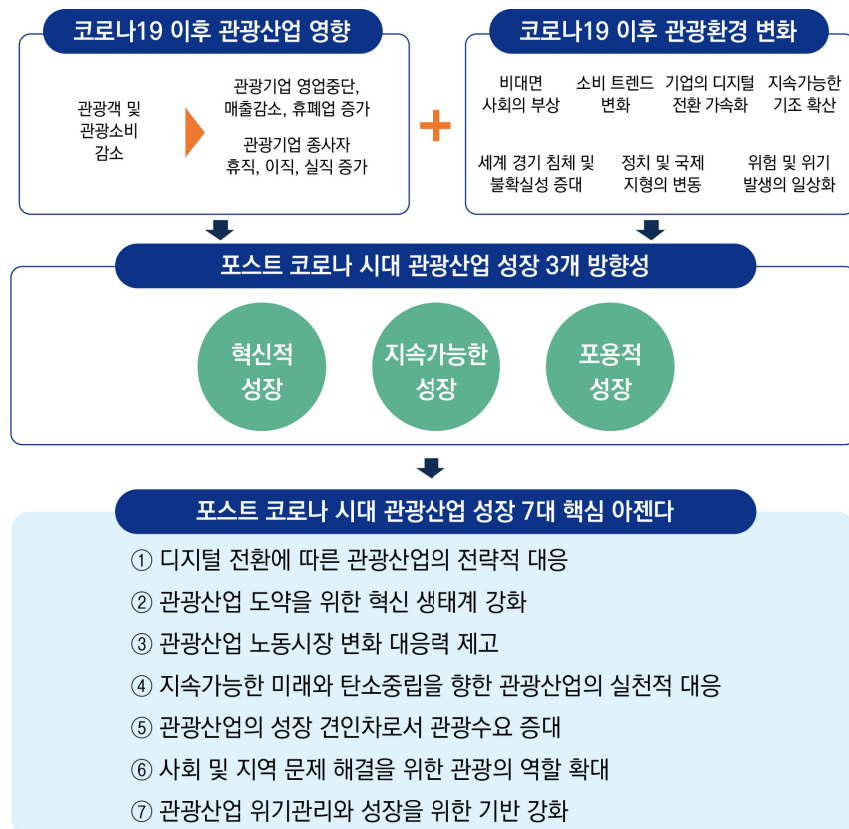 코로나19 이후 관광산업 영향
관광객 및
관광소비
감소
관광기업 영업중단,
매출감소, 휴폐업 증가
관광기업 종사자
휴직, 이직, 실직 증가
+
코로나19 이후 관광환경 변화
비대면
사회의 부상
소비 트렌드
변화
기업의 디지털
전환 가속화
지속가능한
기조 확산
세계 경기 침체 및
불확실성 증대
정치 및 국제
지형의 변동
위험 및 위기
발생의 일상화
포스트 코로나 시대 관광산업 성장 3개 방향성
혁신적
성장
지속가능한
성장
포용적
성장
포스트 코로나 시대 관광산업 성장 7대 핵심 아젠다
① 디지털 전환에 따른 관광산업의 전략적 대응
② 관광산업 도약을 위한 혁신 생태계 강화
③ 관광산업 노동시장 변화 대응력 제고
④ 지속가능한 미래와 탄소중립을 향한 관광산업의 실천적 대응
⑤ 관광산업의 성장 견인차로서 관광수요 증대
⑥ 사회 및 지역 문제 해결을 위한 관광의 역할 확대
⑦ 관광산업 위기관리와 성장을 위한 기반 강화